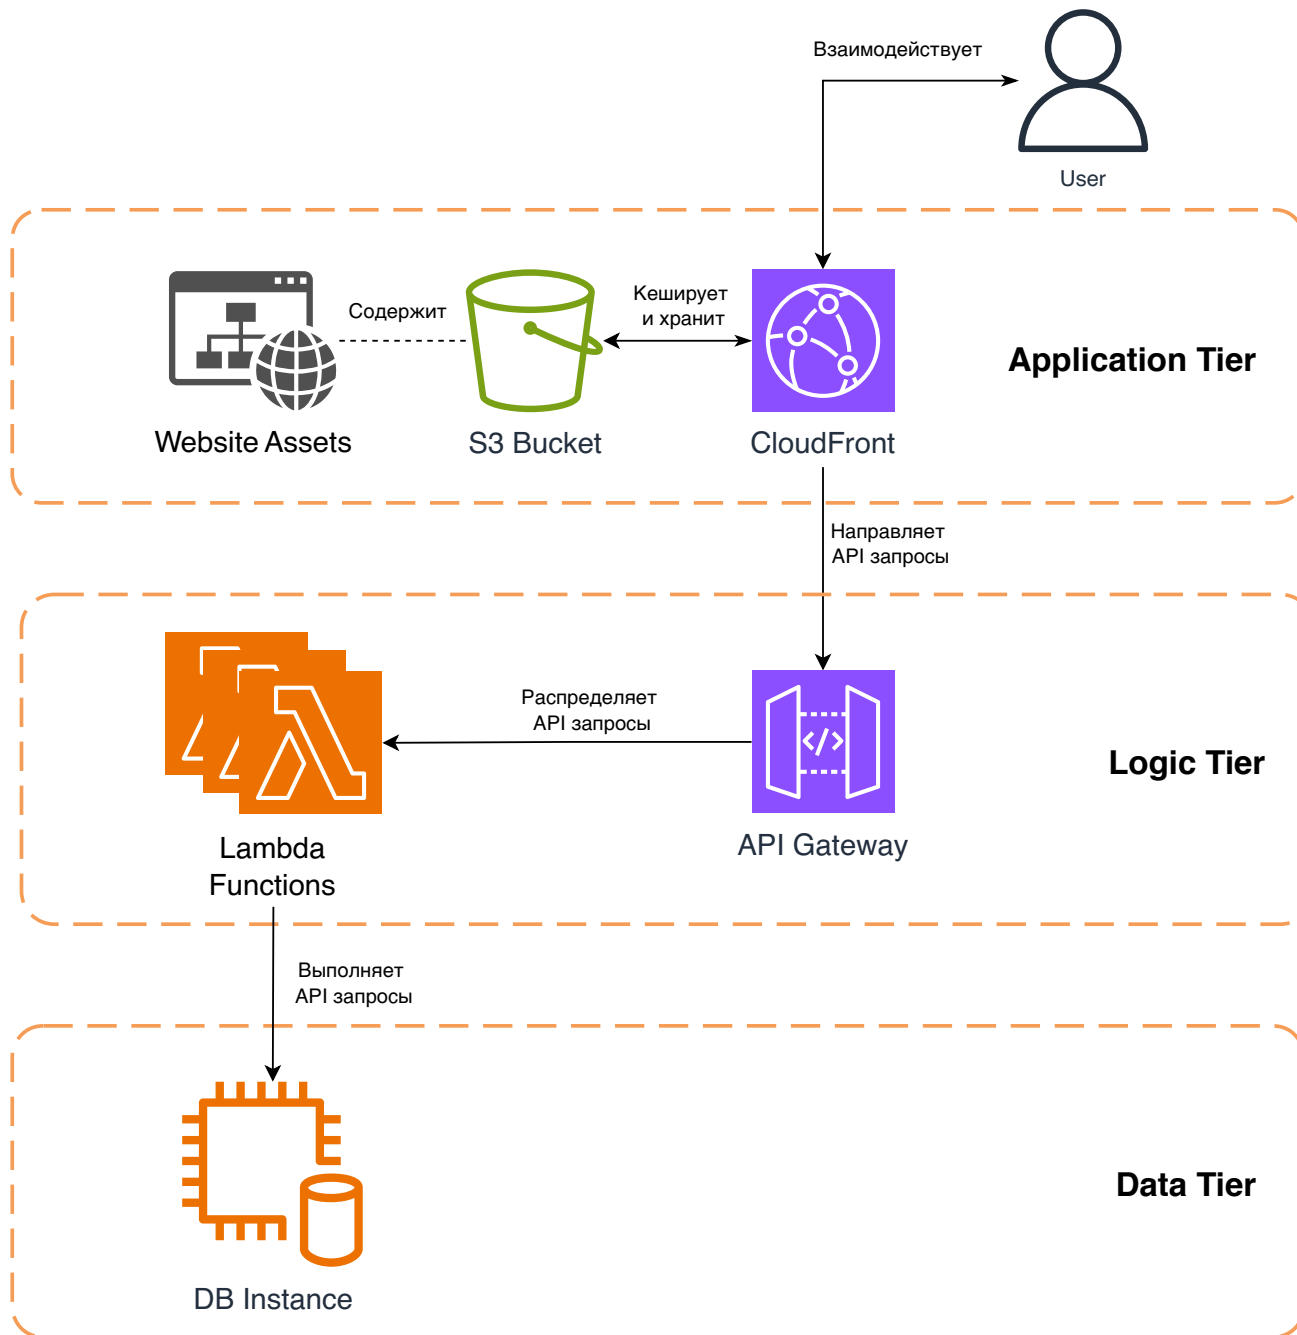 Взаимодействует
User
Содержит
Кеширует
и хранит
Application Tier
Website Assets
S3 Bucket
CloudFront
Направляет
API запросы
Распределяет
API запросы
</>
Logic Tier
Lambda
Functions
API Gateway
Выполняет
API запросы
Data Tier
DB Instance